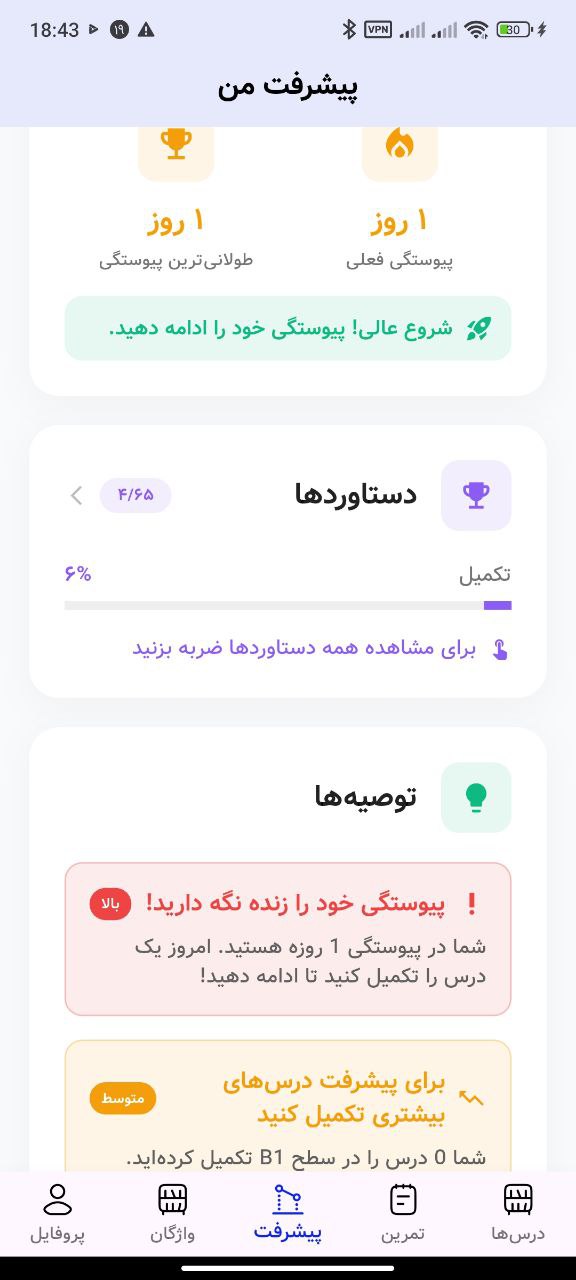 18:43
۱۹
VPN
30
پیشرفت من
۱ روز
پیوستگی فعلی
۱ روز
طولانی‌ترین پیوستگی
شروع عالی! پیوستگی خود را ادامه دهید.
دستاوردها
۴/۶۵
تکمیل
۶%
برای مشاهده همه دستاوردها ضربه بزنید
توصیه‌ها
پیوستگی خود را زنده نگه دارید!
بالا
شما در پیوستگی 1 روزه هستید. امروز یک
درس را تکمیل کنید تا ادامه دهید!
برای پیشرفت درس‌های
بیشتری تکمیل کنید
متوسط
شما 0 درس را در سطح B1 تکمیل کرده‌اید.
درس‌ها
تمرین
پیشرفت
واژگان
پروفایل